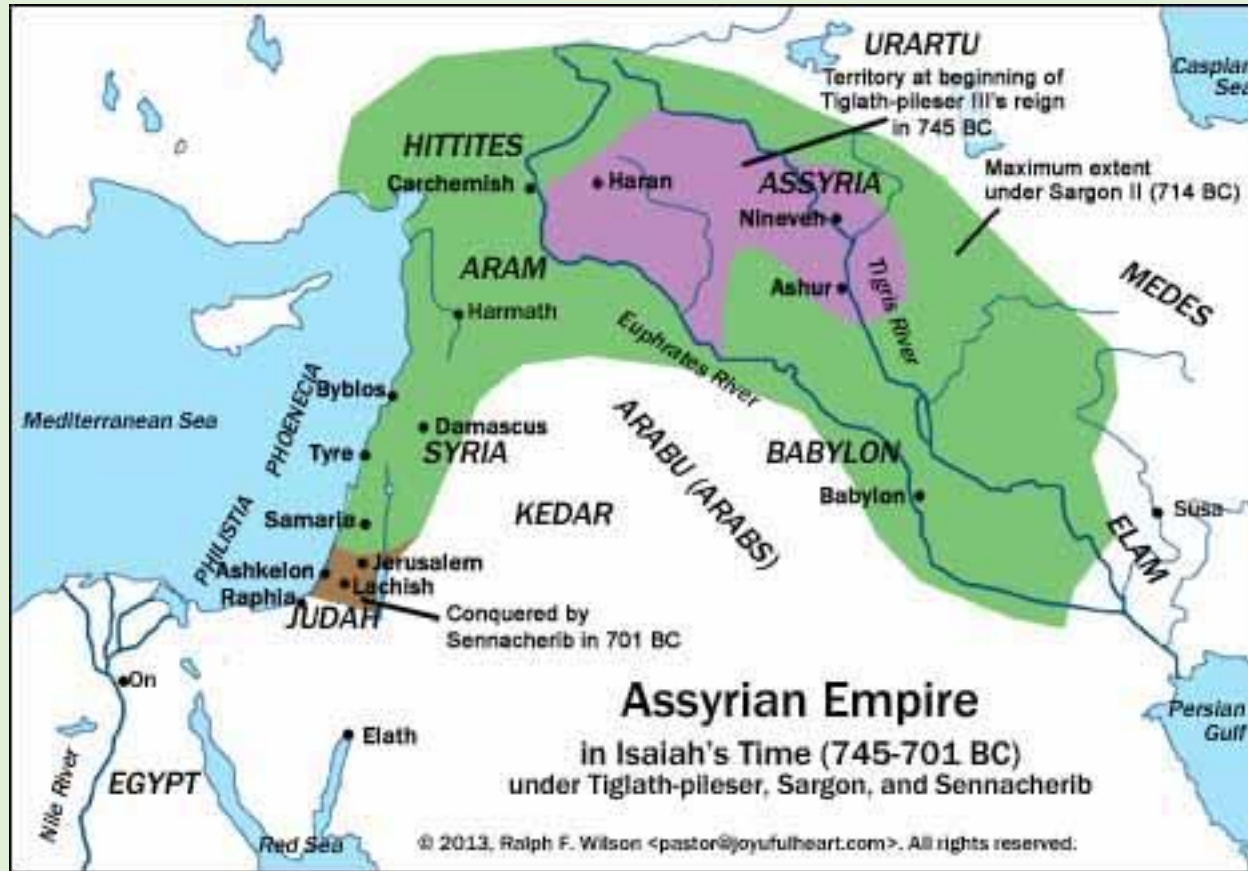 URARTU
Territory at beginning of
Tiglath-pileser III's reign
in 745 BC
Caspian
Sea
HITTITES
Carchemish
Haran
ASSYRIA
Maximum extent
under Sargon II (714 BC)
Nineveh
ARAM
Ashur
Tigris River
MEDES
Harmath
Euphrates River
Byblos
PHOENECIA
Mediterranean Sea
Damascus
SYRIA
Tyre
ARABU (ARABS)
BABYLON
Babylon
KEDAR
Samaria
Susa
ELAM
PHILISTIA
Jerusalem
Ashkelon
Lachish
Raphia
JUDAH
Conquered by
Sennacherib in 701 BC
On
Elath
Persian
Gulf
EGYPT
Nile River
Red Sea
Assyrian Empire
in Isaiah's Time (745-701 BC)
under Tiglath-pileser, Sargon, and Sennacherib
© 2013, Ralph F. Wilson <pastor@joyufulheart.com>. All rights reserved.